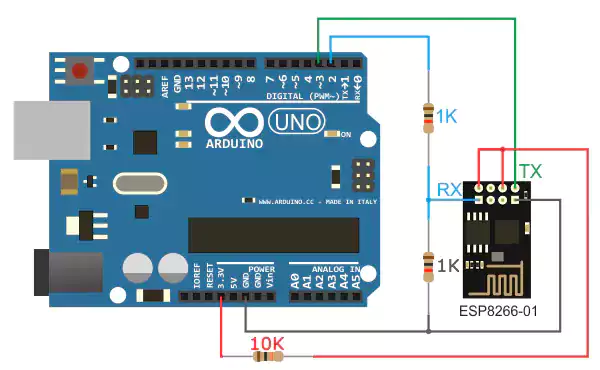 AREF
GND
13
12
~11
~10
~9
8
7
~6
~5
4
~3
2
TX→1
RX←0
DIGITAL (PWM~)
UNO
ARDUINO
ON
1K
TX
RX
WWW.ARDUINO.CC - MADE IN ITALY
1K
IOREF
RESET
3.3V
5V
GND
GND
Vin
POWER
ANALOG IN
A0
A1
A2
A3
A4
A5
ESP8266-01
10K